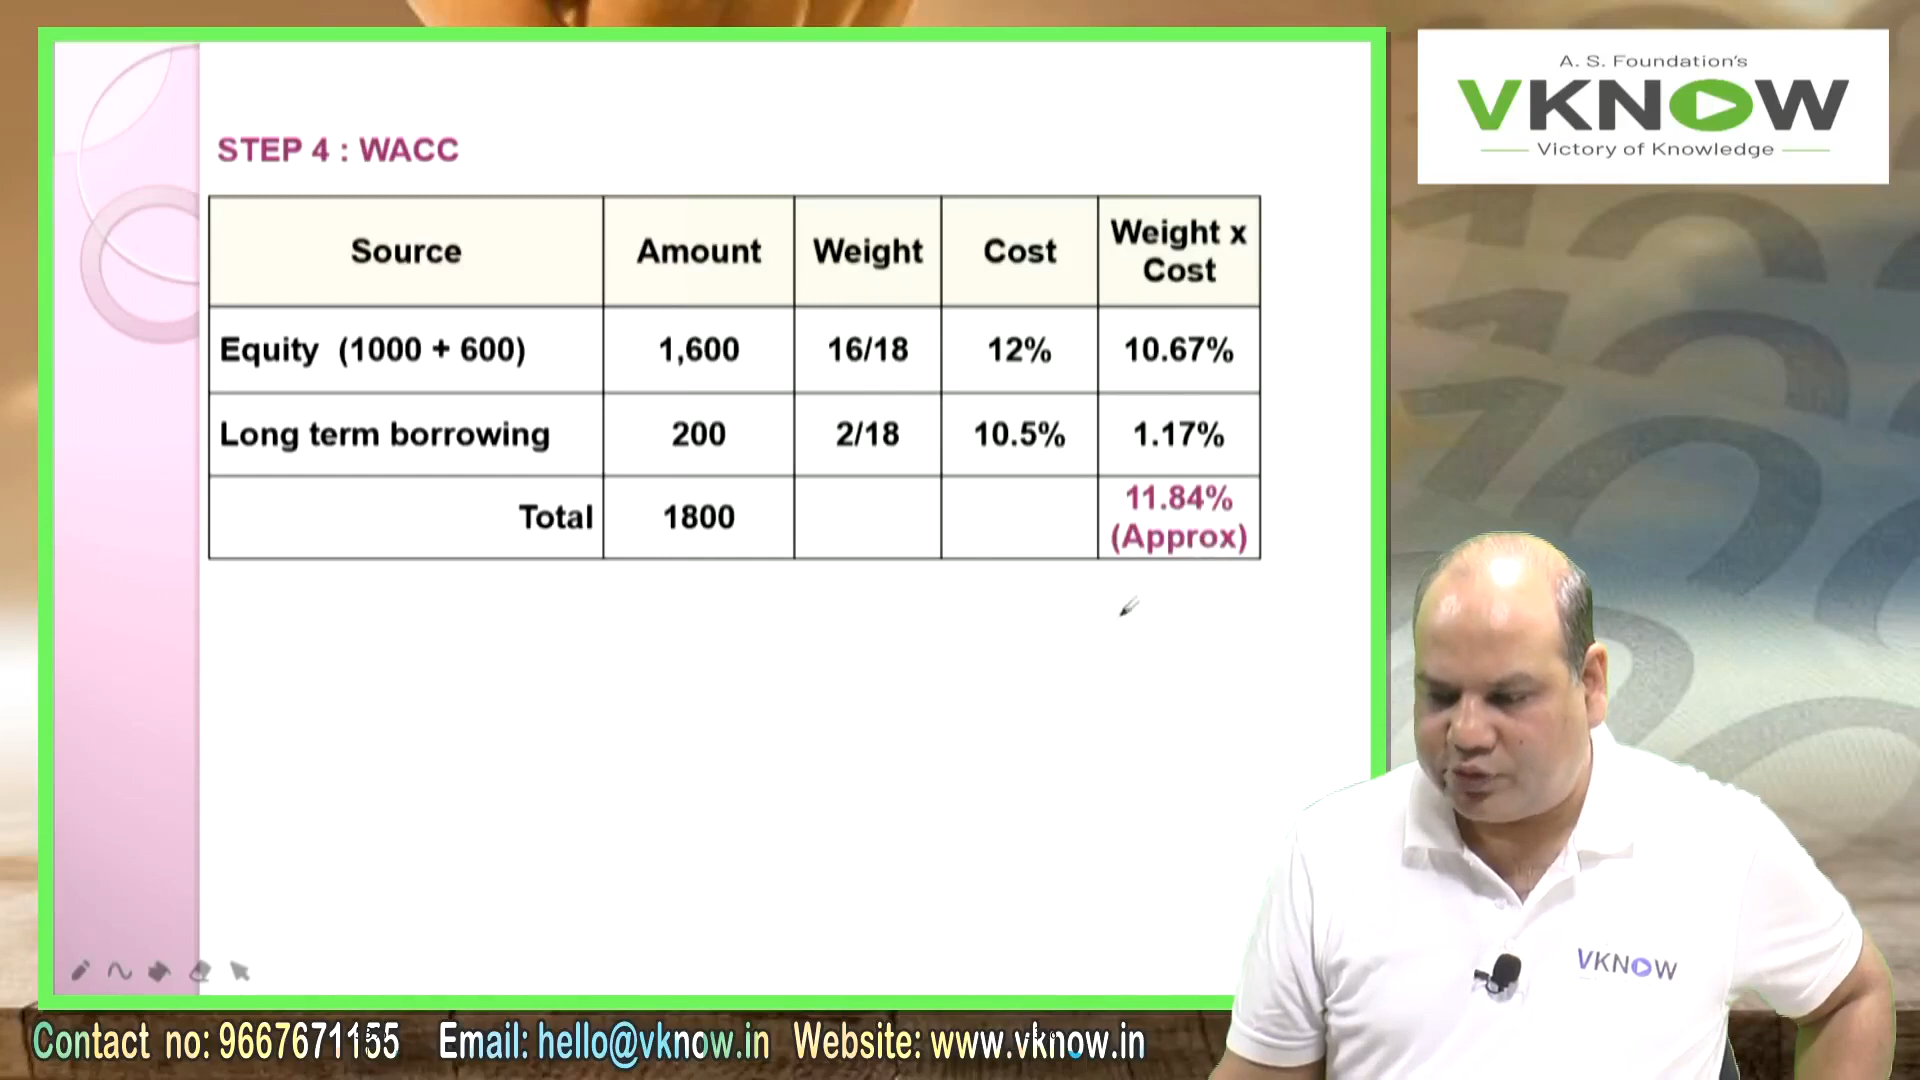 A. S. Foundation's
VKNOW
Victory of Knowledge
STEP 4 : WACC
Source Amount Weight Cost Weight x Cost
Equity (1000 + 600) 1,600 16/18 12% 10.67%
Long term borrowing 200 2/18 10.5% 1.17%
Total 1800 11.84% (Approx)
VKNOW
Contact no: 9667671155 Email: hello@vknow.in Website: www.vknow.in